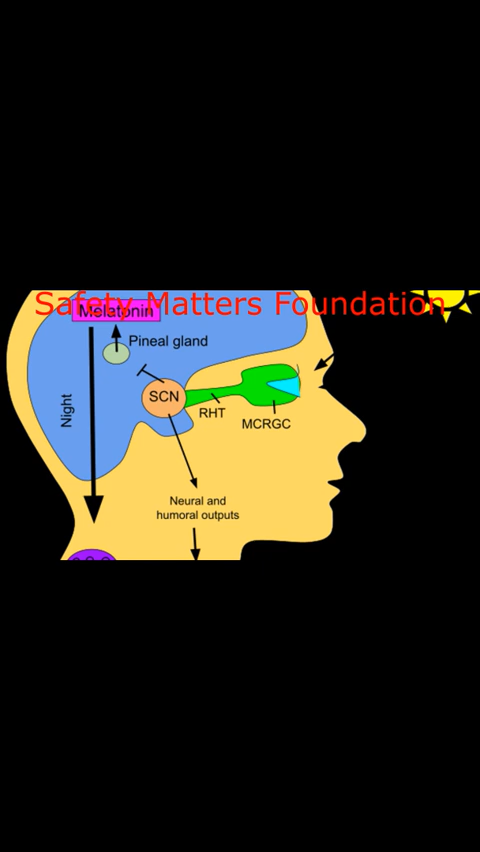 Safety Matters Foundation
Melatonin
Pineal gland
Night
SCN
RHT
MCRGC
Neural and
humoral outputs